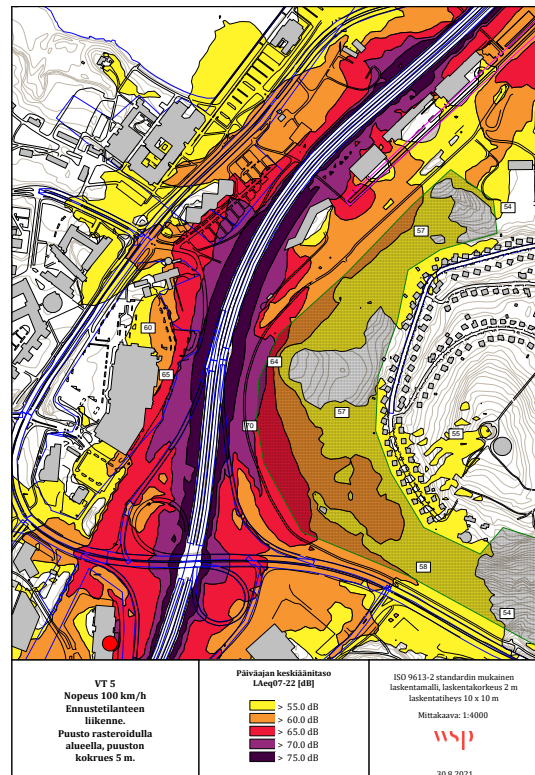 54
57
60
64
65
57
70
55
58
54
VT 5
Nopeus 100 km/h
Ennustetilanteen
liikenne.
Puusto rasteroidulla
alueella, puuston
kokrues 5 m.
Päiväajan keskiäänitaso
LAeq07-22 [dB]
> 55.0 dB
> 60.0 dB
> 65.0 dB
> 70.0 dB
> 75.0 dB
ISO 9613-2 standardin mukainen
laskentamalli, laskentakorkeus 2 m
laskentatiheys 10 x 10 m
Mittakaava: 1:4000
wsp
30.8.2021